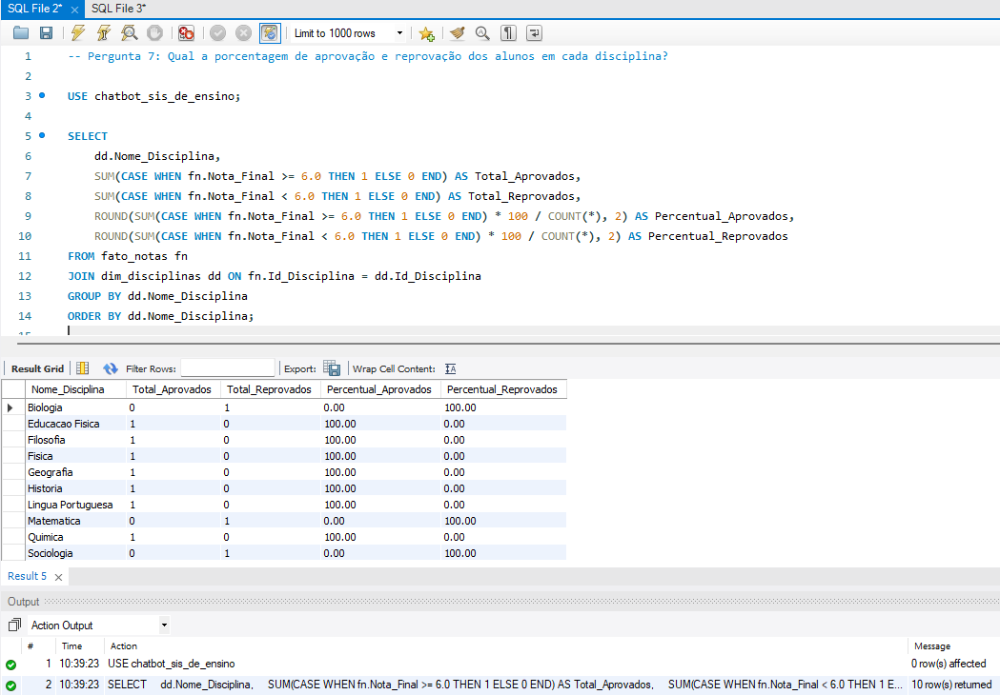 SQL File 2* × SQL File 3*
Limit to 1000 rows
1 -- Pergunta 7: Qual a porcentagem de aprovação e reprovação dos alunos em cada disciplina?
2
3 USE chatbot_sis_de_ensino;
4
5 SELECT
6 dd.Nome_Disciplina,
7 SUM(CASE WHEN fn.Nota_Final >= 6.0 THEN 1 ELSE 0 END) AS Total_Aprovados,
8 SUM(CASE WHEN fn.Nota_Final < 6.0 THEN 1 ELSE 0 END) AS Total_Reprovados,
9 ROUND(SUM(CASE WHEN fn.Nota_Final >= 6.0 THEN 1 ELSE 0 END) * 100 / COUNT(*), 2) AS Percentual_Aprovados,
10 ROUND(SUM(CASE WHEN fn.Nota_Final < 6.0 THEN 1 ELSE 0 END) * 100 / COUNT(*), 2) AS Percentual_Reprovados
11 FROM fato_notas fn
12 JOIN dim_disciplinas dd ON fn.Id_Disciplina = dd.Id_Disciplina
13 GROUP BY dd.Nome_Disciplina
14 ORDER BY dd.Nome_Disciplina;
15
Result Grid Filter Rows: Export: Wrap Cell Content: IA
Nome_Disciplina Total_Aprovados Total_Reprovados Percentual_Aprovados Percentual_Reprovados
Biologia 0 1 0.00 100.00
Educacao Fisica 1 0 100.00 0.00
Filosofia 1 0 100.00 0.00
Fisica 1 0 100.00 0.00
Geografia 1 0 100.00 0.00
Historia 1 0 100.00 0.00
Lingua Portuguesa 1 0 100.00 0.00
Matematica 0 1 0.00 100.00
Quimica 1 0 100.00 0.00
Sociologia 0 1 0.00 100.00
Result 5 ×
Output
Action Output
# Time Action Message
1 10:39:23 USE chatbot_sis_de_ensino 0 row(s) affected
2 10:39:23 SELECT dd.Nome_Disciplina, SUM(CASE WHEN fn.Nota_Final >= 6.0 THEN 1 ELSE 0 END) AS Total_Aprovados, SUM(CASE WHEN fn.Nota_Final < 6.0 THEN 1 E... 10 row(s) returned